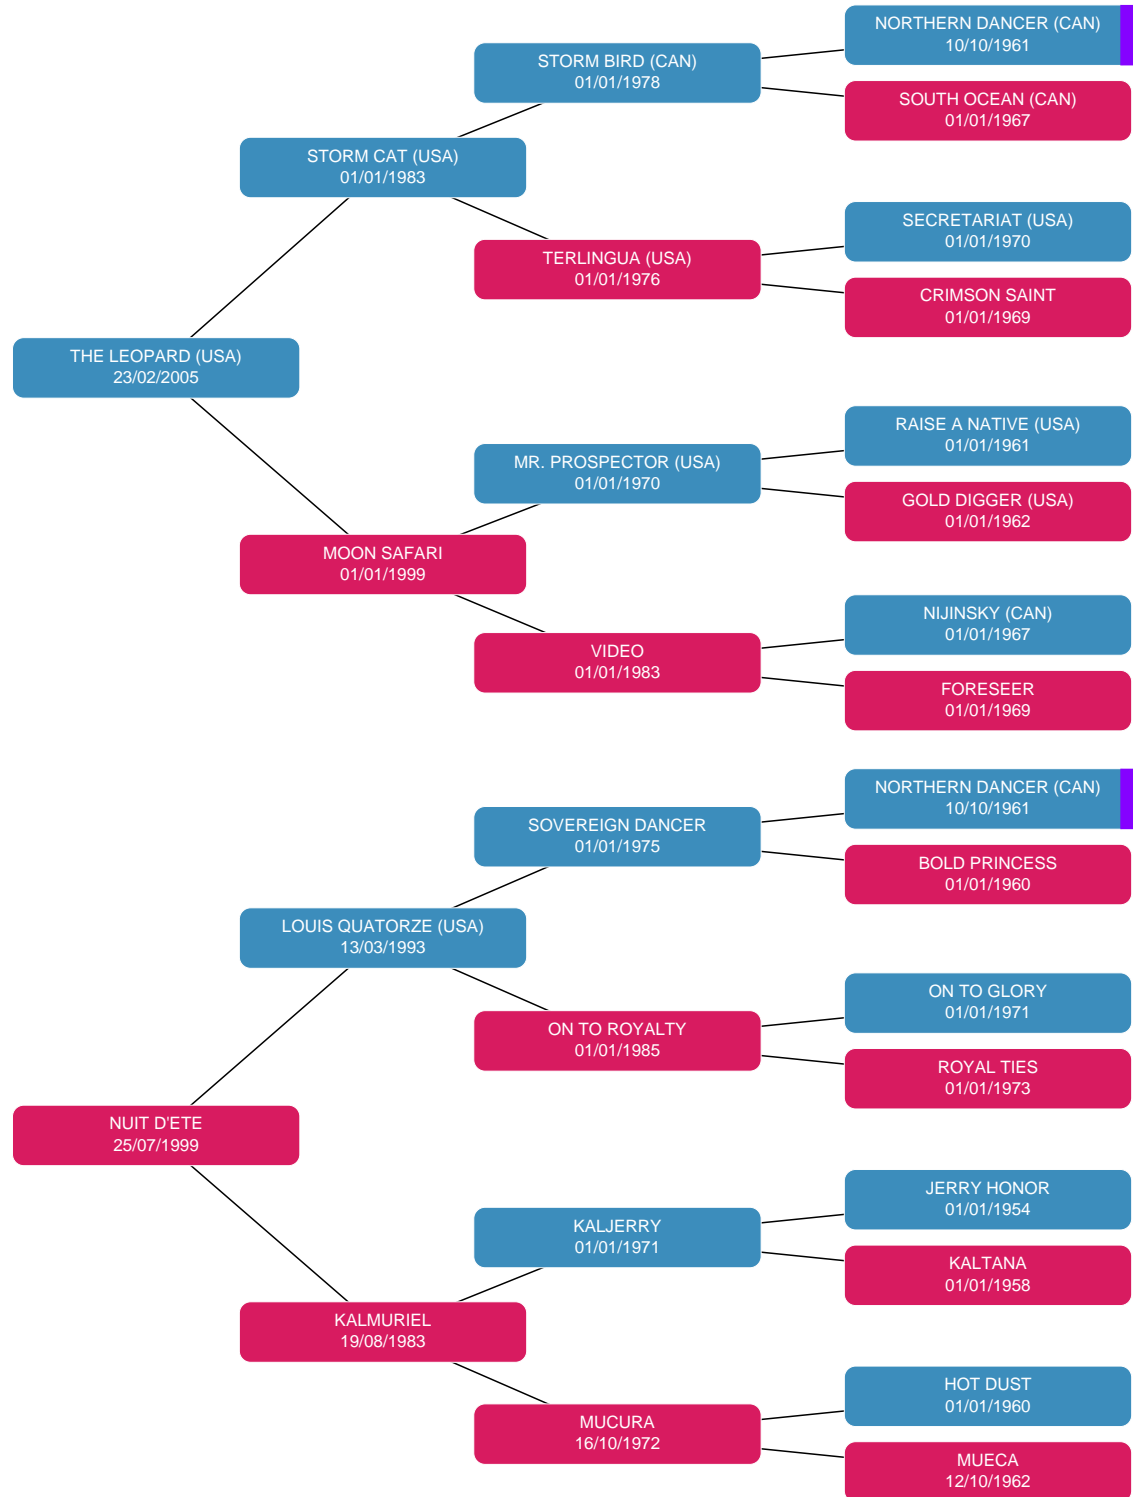 NORTHERN DANCER (CAN)
10/10/1961
STORM BIRD (CAN)
01/01/1978
SOUTH OCEAN (CAN)
01/01/1967
STORM CAT (USA)
01/01/1983
SECRETARIAT (USA)
01/01/1970
TERLINGUA (USA)
01/01/1976
CRIMSON SAINT
01/01/1969
THE LEOPARD (USA)
23/02/2005
RAISE A NATIVE (USA)
01/01/1961
MR. PROSPECTOR (USA)
01/01/1970
GOLD DIGGER (USA)
01/01/1962
MOON SAFARI
01/01/1999
NIJINSKY (CAN)
01/01/1967
VIDEO
01/01/1983
FORESEER
01/01/1969
NORTHERN DANCER (CAN)
10/10/1961
SOVEREIGN DANCER
01/01/1975
BOLD PRINCESS
01/01/1960
LOUIS QUATORZE (USA)
13/03/1993
ON TO GLORY
01/01/1971
ON TO ROYALTY
01/01/1985
ROYAL TIES
01/01/1973
NUIT D'ETE
25/07/1999
JERRY HONOR
01/01/1954
KALJERRY
01/01/1971
KALTANA
01/01/1958
KALMURIEL
19/08/1983
HOT DUST
01/01/1960
MUCURA
16/10/1972
MUECA
12/10/1962